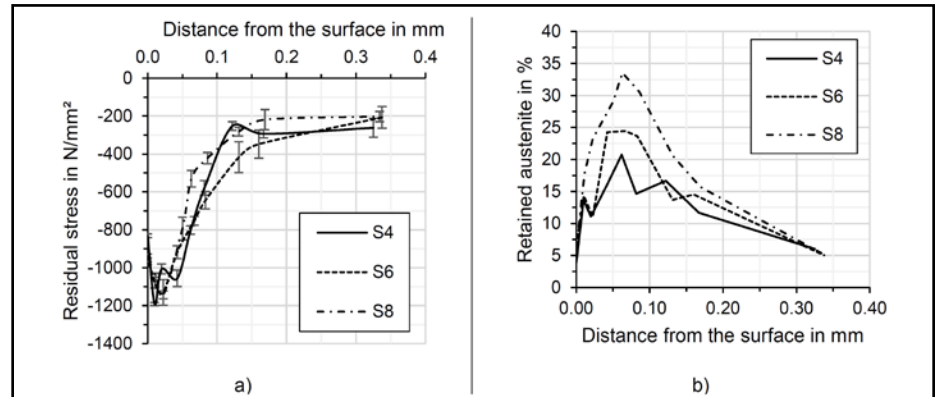 Distance from the surface in mm
0.0 0.1 0.2 0.3 0.4
0
-200
-400
-600
-800
-1000
-1200
-1400
Residual stress in N/mm²
S4
S6
S8
a)
40
35
30
25
20
15
10
5
0
Retained austenite in %
S4
S6
S8
0.00 0.10 0.20 0.30 0.40
Distance from the surface in mm
b)